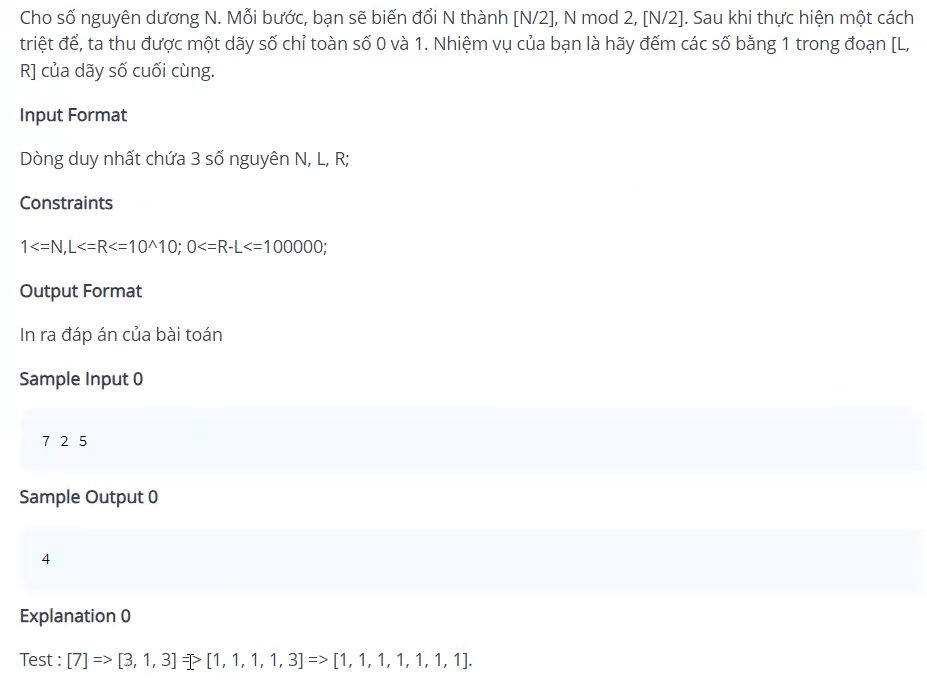 Cho số nguyên dương N. Mỗi bước, bạn sẽ biến đổi N thành [N/2], N mod 2, [N/2]. Sau khi thực hiện một cách
triệt để, ta thu được một dãy số chỉ toàn số 0 và 1. Nhiệm vụ của bạn là hãy đếm các số bằng 1 trong đoạn [L,
R] của dãy số cuối cùng.
Input Format
Dòng duy nhất chứa 3 số nguyên N, L, R;
Constraints
1<=N,L<=R<=10^10; 0<=R-L<=100000;
Output Format
In ra đáp án của bài toán
Sample Input 0
7 2 5
Sample Output 0
4
Explanation 0
Test : [7] => [3, 1, 3] => [1, 1, 1, 1, 3] => [1, 1, 1, 1, 1, 1, 1].